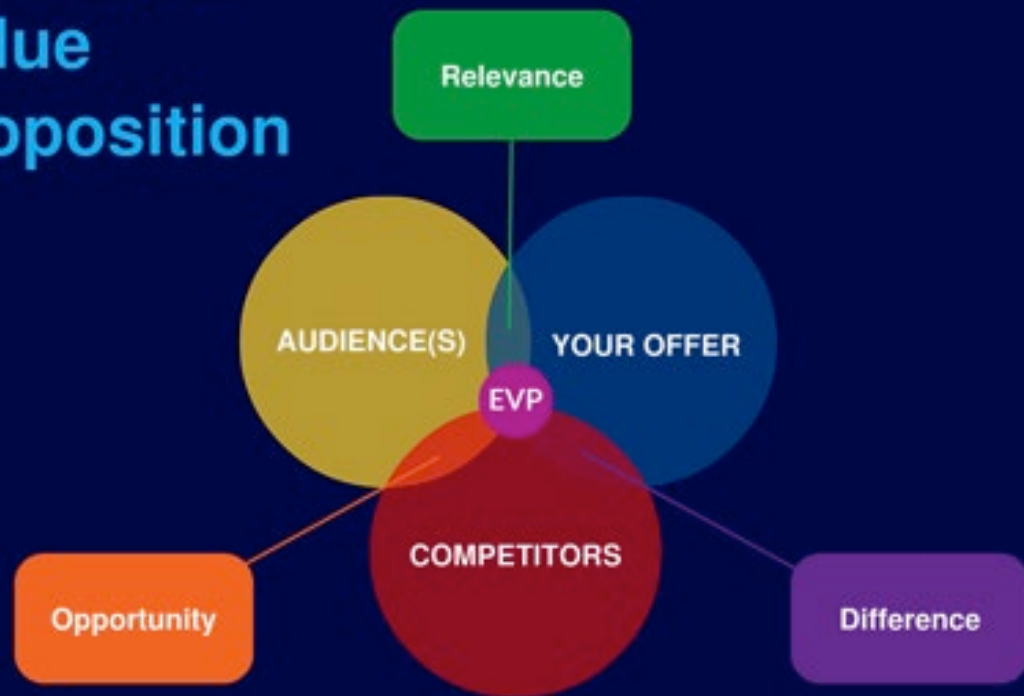 lue
oposition
Relevance
AUDIENCE(S)
YOUR OFFER
EVP
COMPETITORS
Opportunity
Difference